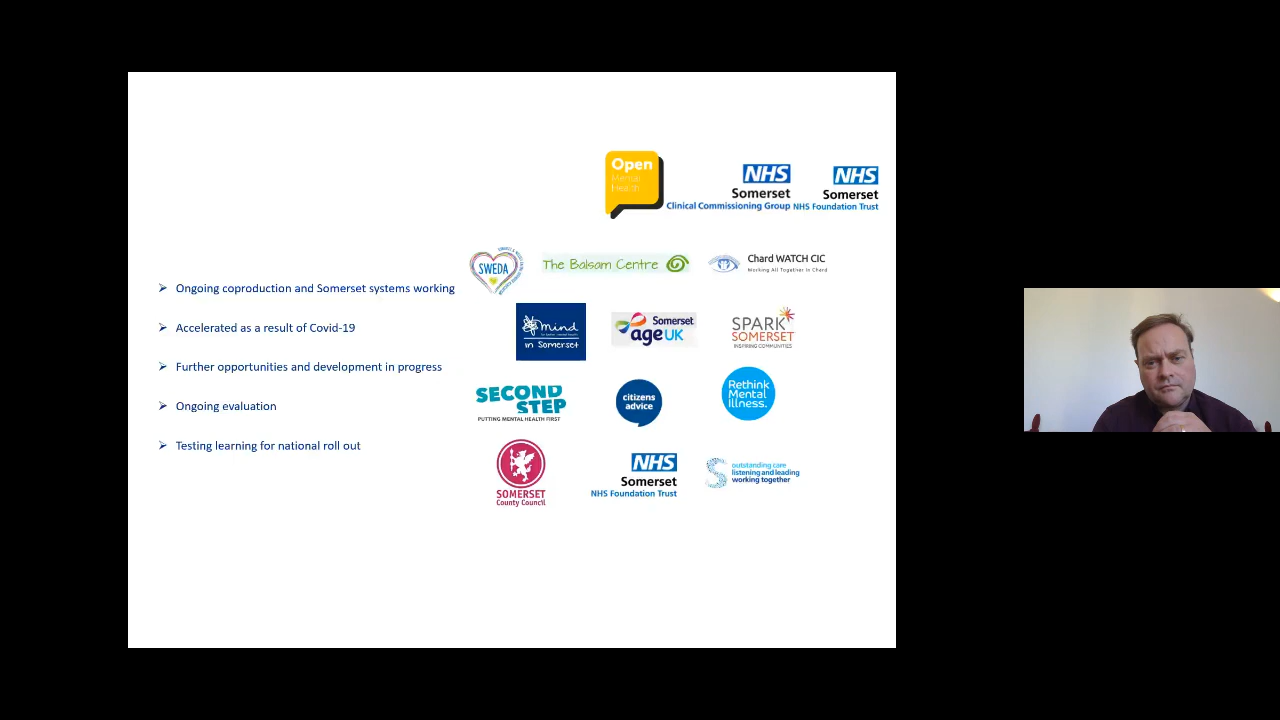 Open
Mental
Health
NHS
Somerset
Clinical Commissioning Group
NHS
Somerset
NHS Foundation Trust
SWEDA
The Balsam Centre
Chard WATCH CIC
Working All Together in Chard
➢ Ongoing coproduction and Somerset systems working
➢ Accelerated as a result of Covid-19
➢ Further opportunities and development in progress
➢ Ongoing evaluation
➢ Testing learning for national roll out
mind
in Somerset
Somerset
age UK
SPARK
SOMERSET
INSPIRING COMMUNITIES
SECOND
STEP
PUTTING MENTAL HEALTH FIRST
citizens
advice
Rethink
Mental
Illness.
SOMERSET
County Council
NHS
Somerset
NHS Foundation Trust
outstanding care
listening and leading
working together